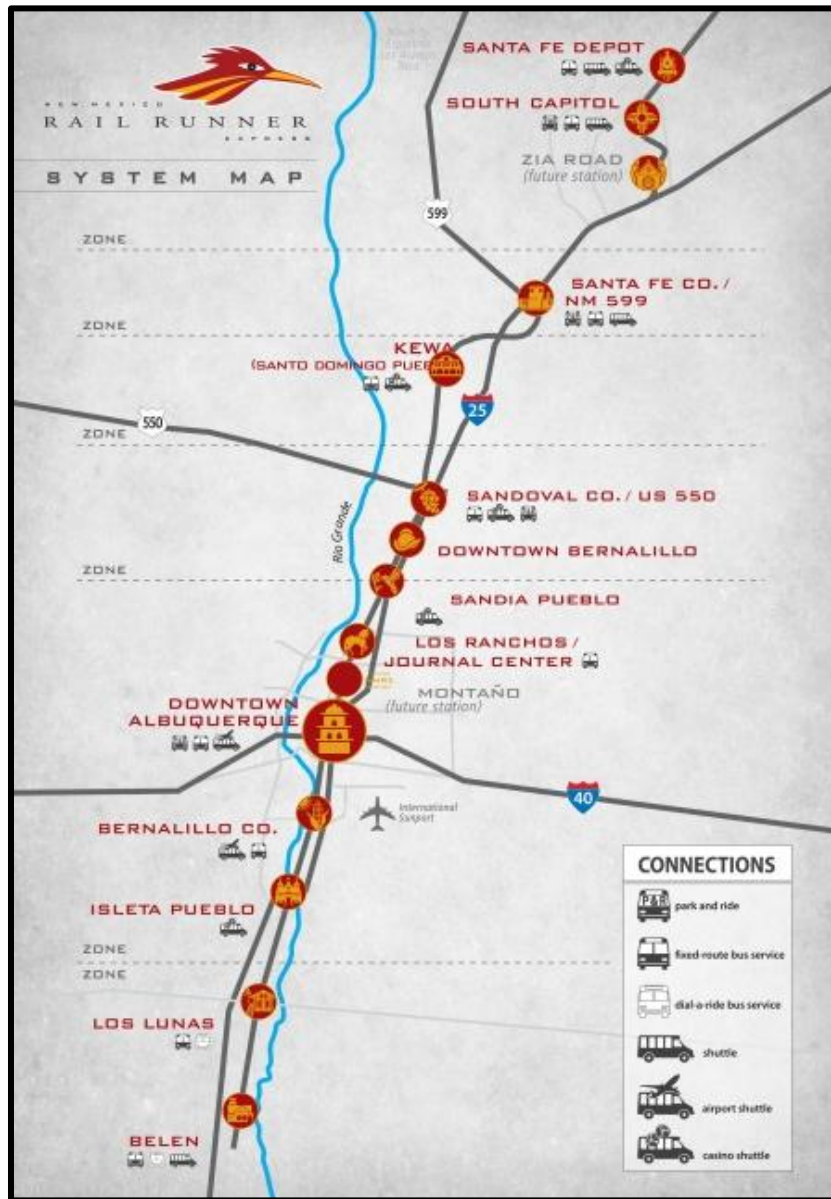 NEW MEXICO
RAIL RUNNER
EXPRESS
SYSTEM MAP
SANTA FE DEPOT
SOUTH CAPITOL
ZIA ROAD
(future station)
599
ZONE
SANTA FE CO. /
NM 599
ZONE
KEWA
(SANTO DOMINGO
25
550
ZONE
SANDOVAL CO. / US 550
Rio Grande
DOWNTOWN BERNALILLO
ZONE
SANDIA PUEBLO
LOS RANCHOS /
JOURNAL CENTER
MONTAÑO
(future station)
DOWNTOWN
ALBUQUERQUE
40
International
Sunport
BERNALILLO CO.
ISLETA PUEBLO
ZONE
ZONE
LOS LUNAS
BELEN
CONNECTIONS
P&R
park and ride
fixed-route bus service
dial-a-ride bus service
shuttle
airport shuttle
casino shuttle